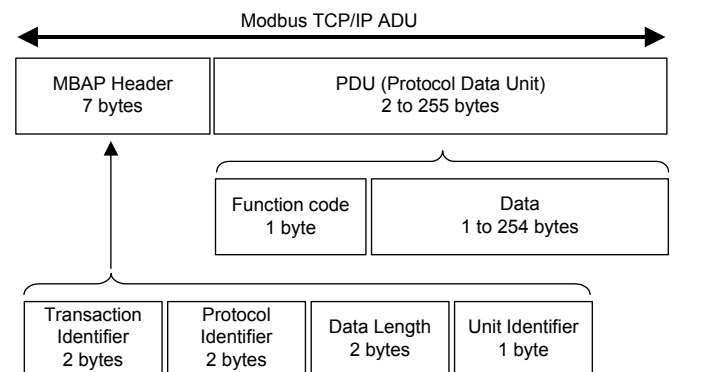 Modbus TCP/IP ADU
MBAP Header
7 bytes
PDU (Protocol Data Unit)
2 to 255 bytes
Function code
1 byte
Data
1 to 254 bytes
Transaction
Identifier
2 bytes
Protocol
Identifier
2 bytes
Data Length
2 bytes
Unit Identifier
1 byte